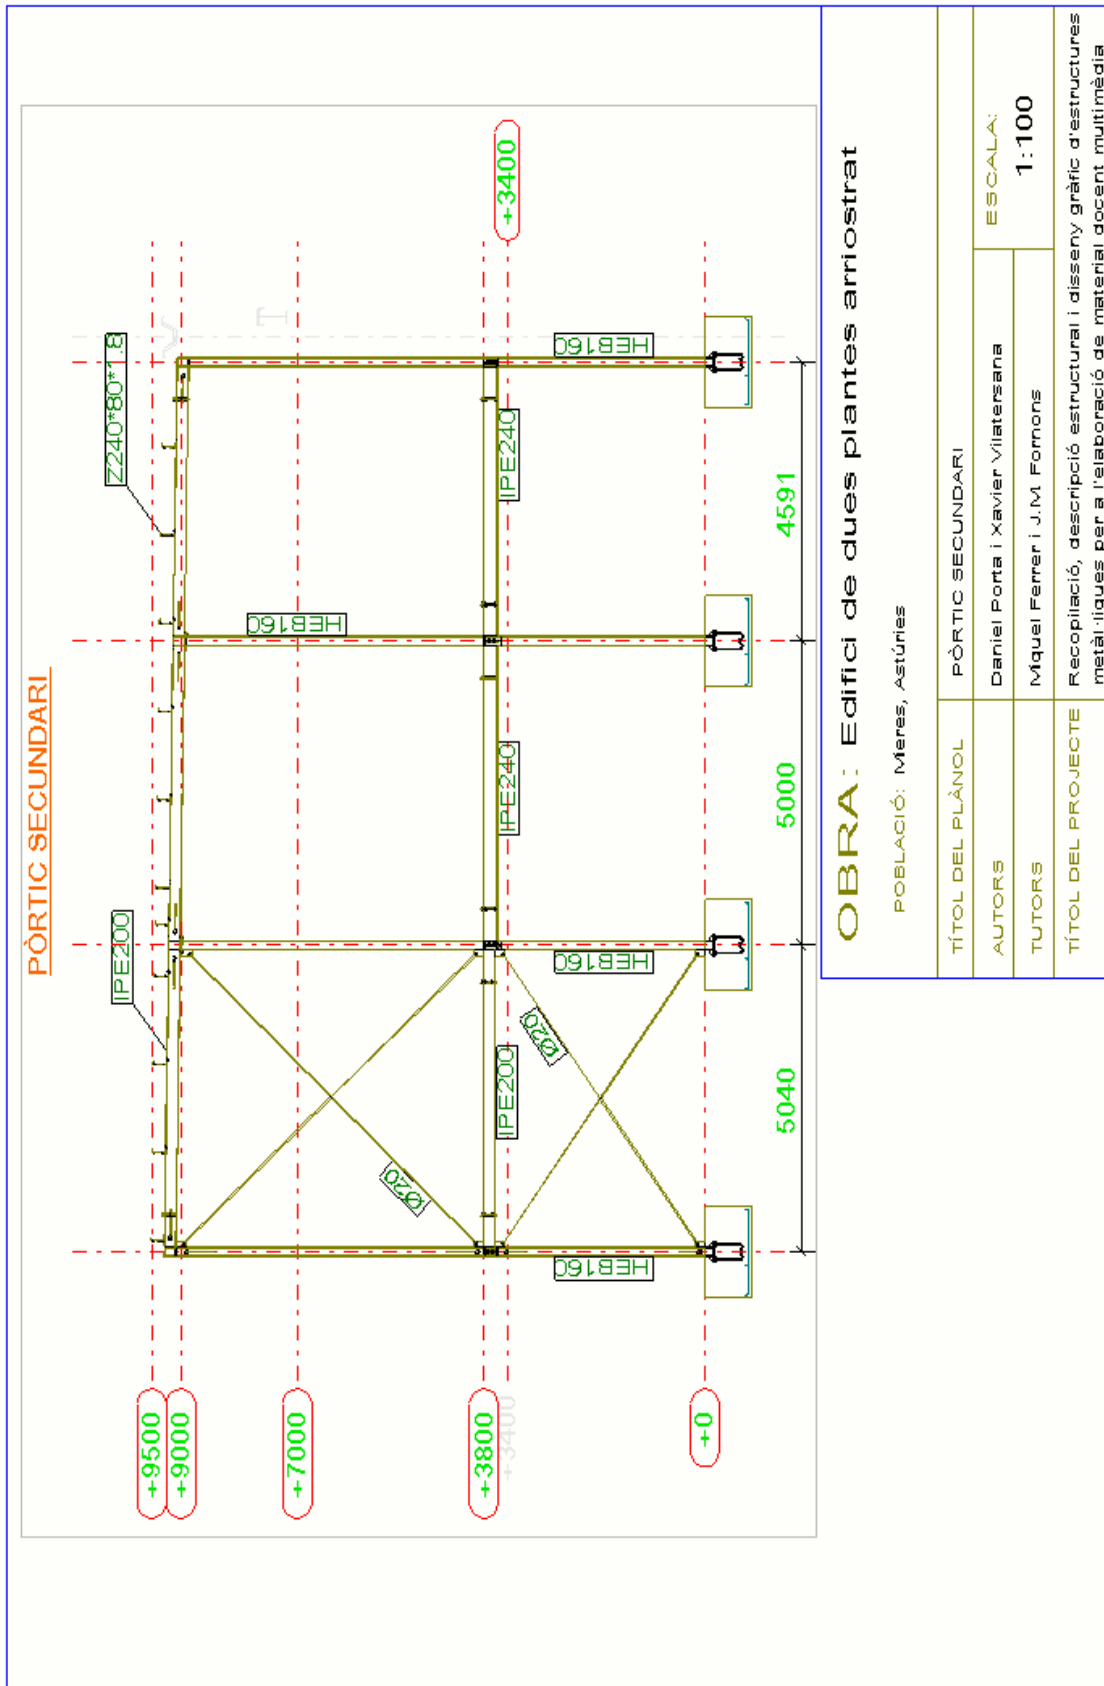 PÒRTIC SECUNDARI
+9500
+9000
+7000
+3800
+3400
+0
+3400
IPE200
Z240*80*1.8
HEB160
Ø20
IPE200
IPE240
IPE240
Ø20
HEB160
HEB160
HEB160
5040
5000
4591
OBRA: Edifici de dues plantes arriostrat
POBLACIÓ: Mieres, Astúries
TÍTOL DEL PLÀNOL
PÒRTIC SECUNDARI
AUTORS
Daniel Porta i Xavier Vilatersana
ESCALA:
1:100
TUTORS
Miquel Ferrer i J.M. Fornons
TÍTOL DEL PROJECTE
Recopilació, descripció estructural i disseny gràfic d'estructures
metàl·liques per a l'elaboració de material docent multimèdia